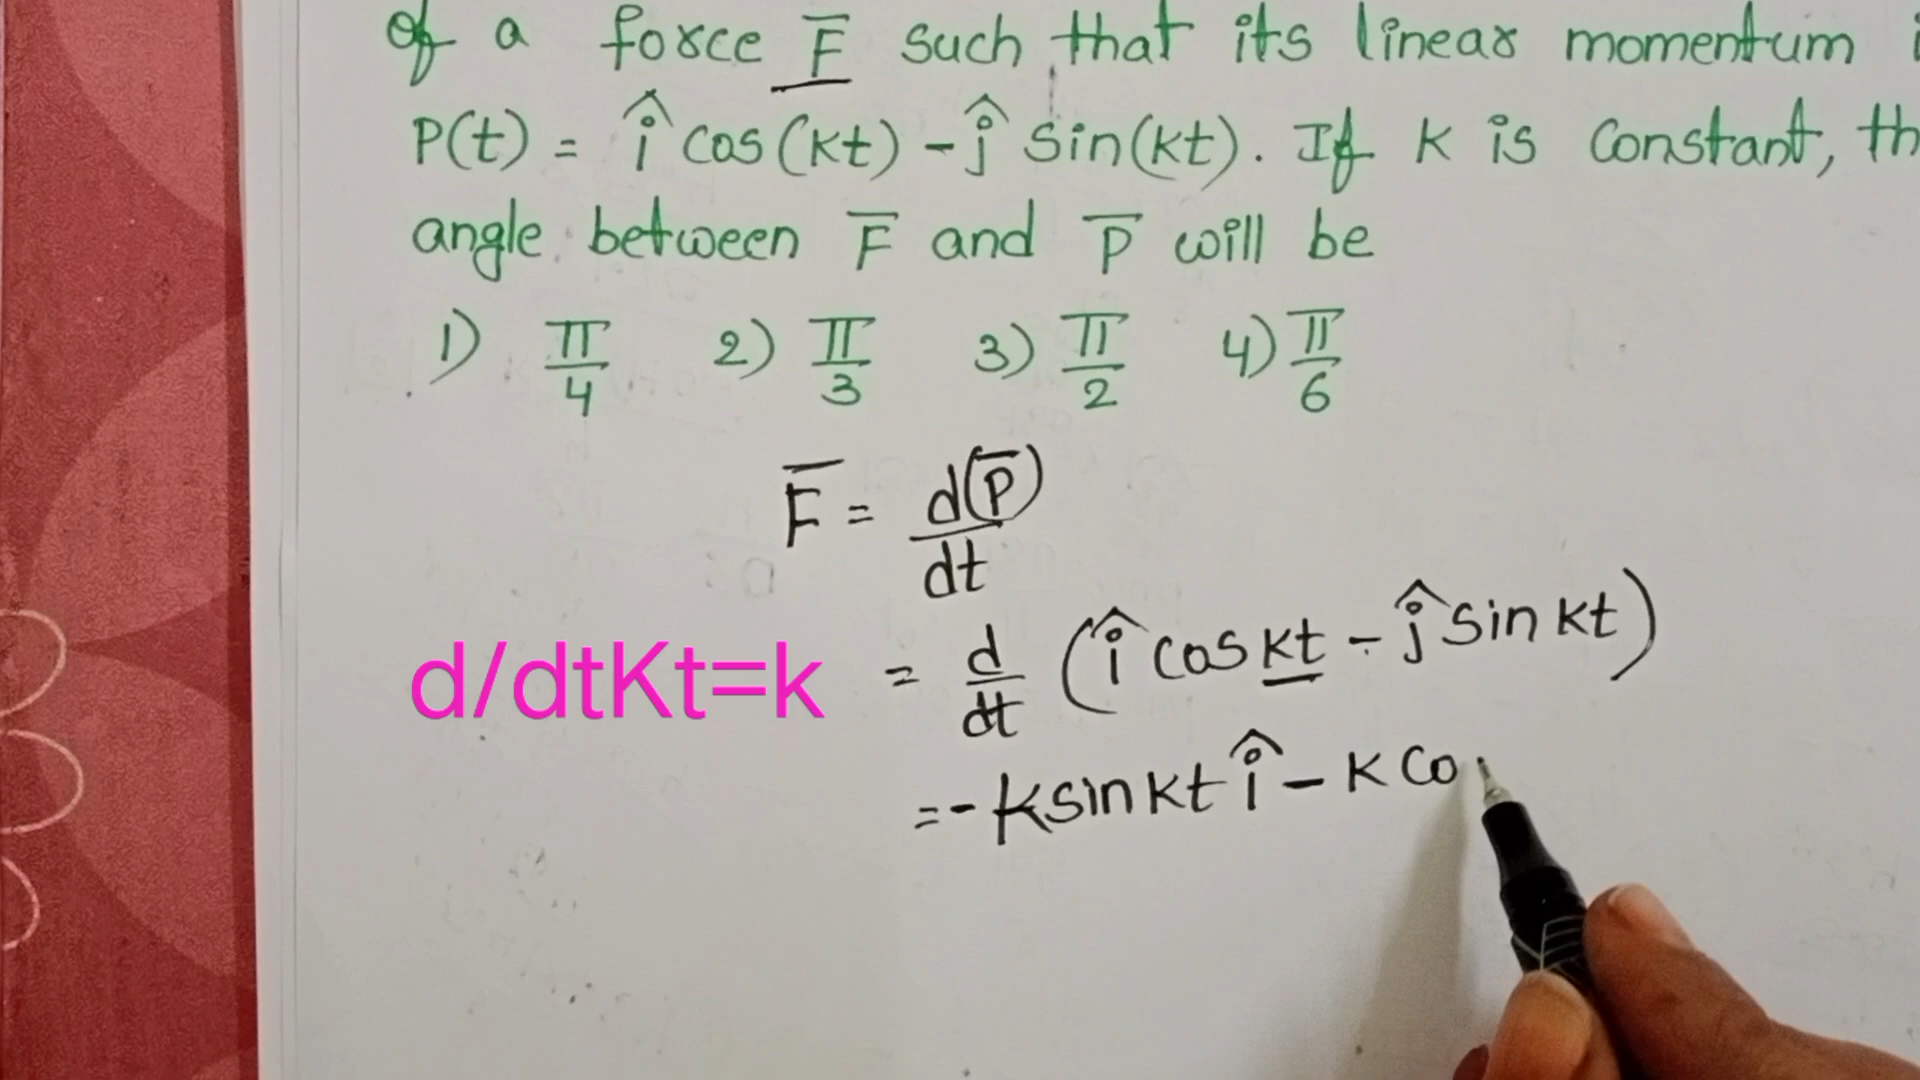 of a force F̅ such that its linear momentum i
P(t) = î cos(kt) - ĵ sin(kt). If K is constant, th
angle between F̅ and P̅ will be
1) π/4 2) π/3 3) π/2 4) π/6
F̅ = d(P̅)/dt
d/dtKt=k
= d/dt (î cos kt - ĵ sin kt)
= - k sin kt î - k co